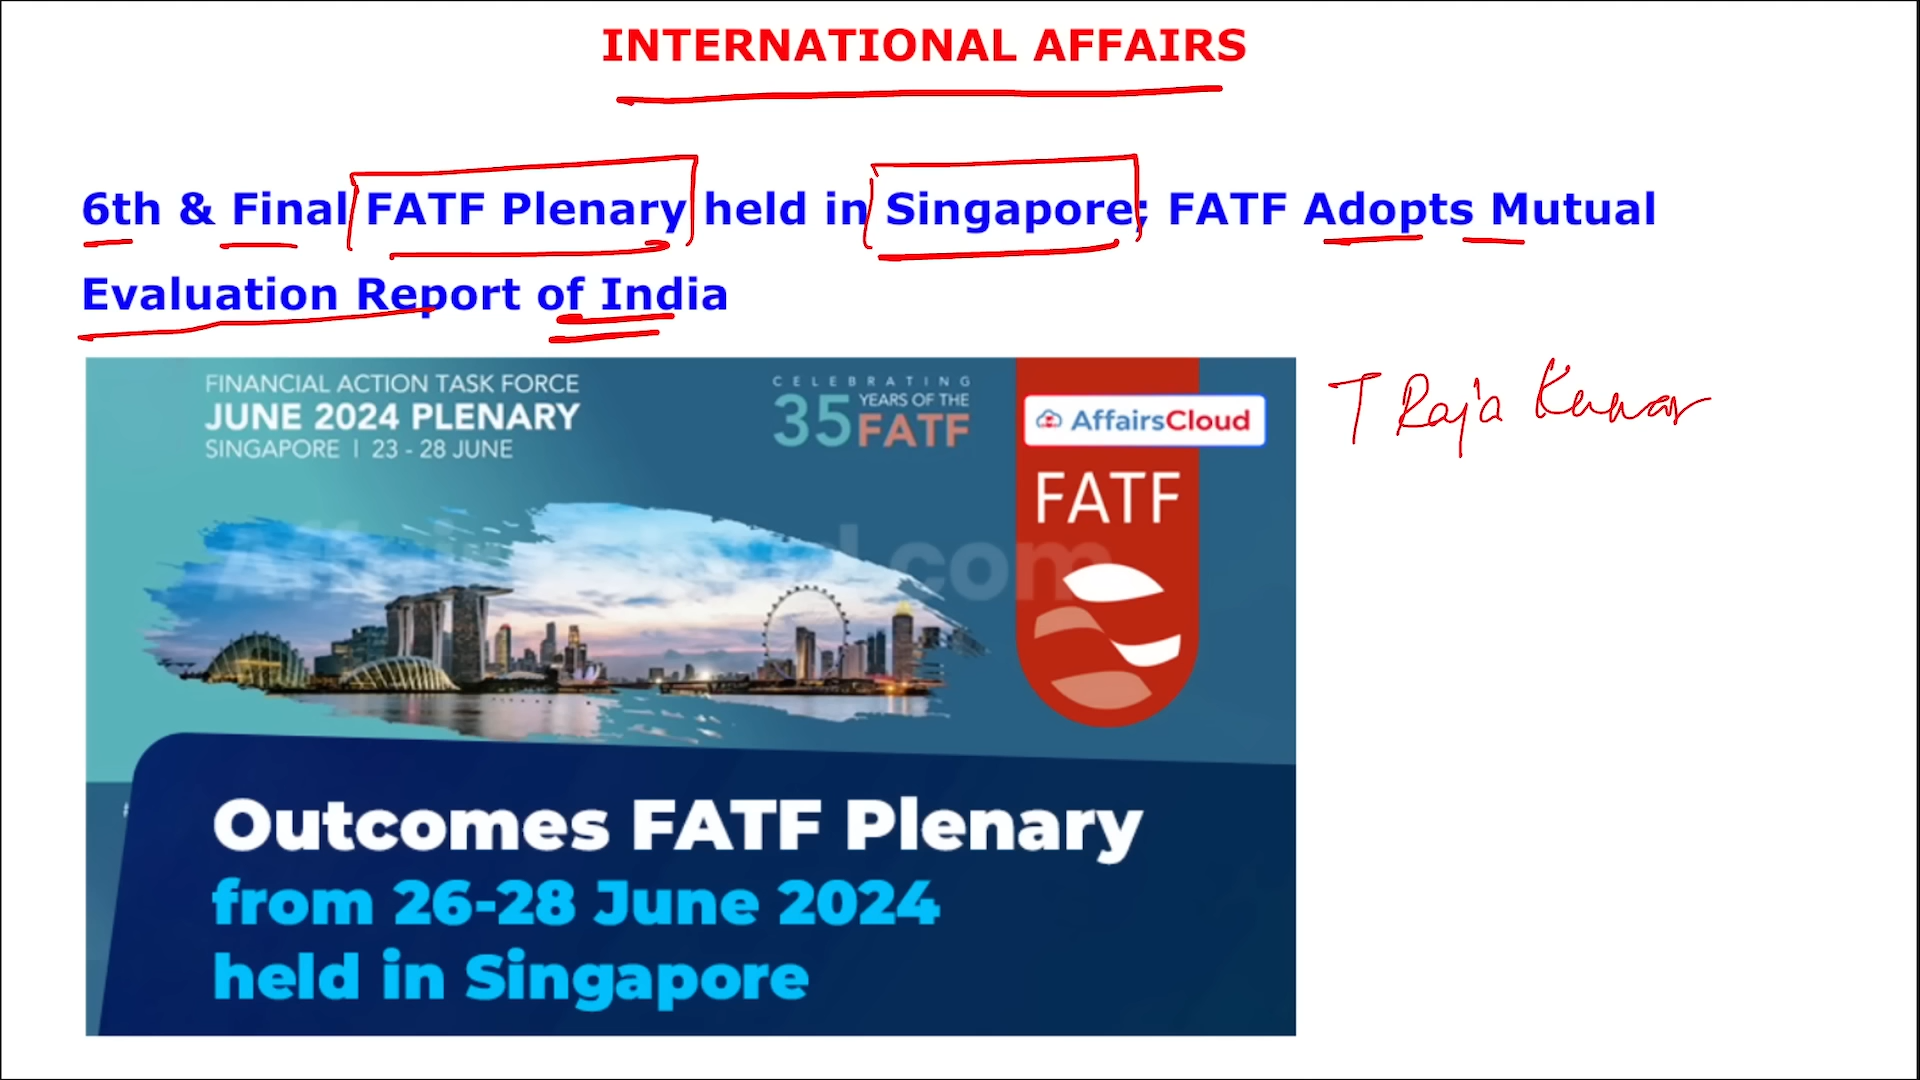 INTERNATIONAL AFFAIRS
6th & Final FATF Plenary held in Singapore; FATF Adopts Mutual
Evaluation Report of India
T Raja Kumar
FINANCIAL ACTION TASK FORCE
JUNE 2024 PLENARY
SINGAPORE | 23 - 28 JUNE
CELEBRATING
35 YEARS OF THE
FATF
AffairsCloud
FATF
Outcomes FATF Plenary
from 26-28 June 2024
held in Singapore